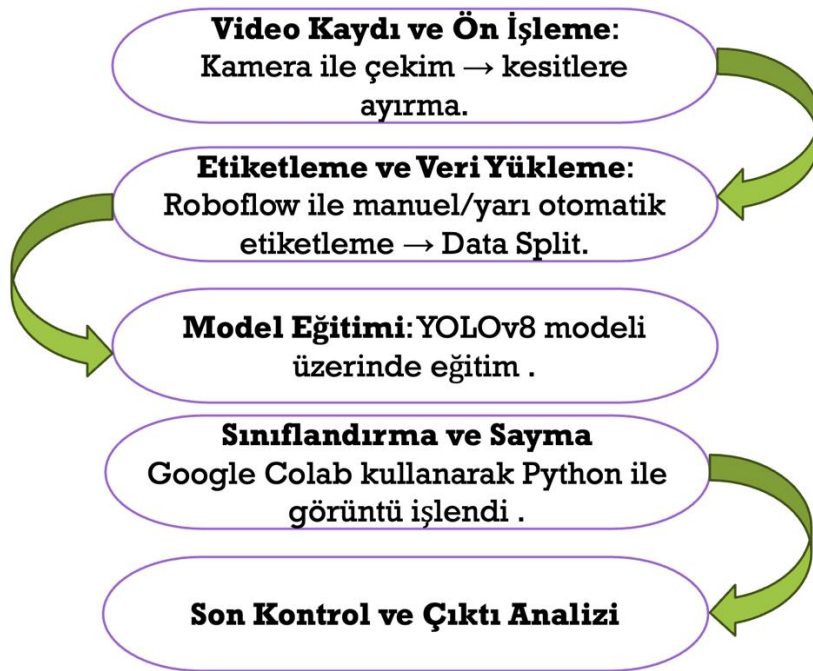 Video Kaydı ve Ön İşleme:
Kamera ile çekim → kesitlere
ayırma.
Etiketleme ve Veri Yükleme:
Roboflow ile manuel/yarı otomatik
etiketleme → Data Split.
Model Eğitimi: YOLOv8 modeli
üzerinde eğitim .
Sınıflandırma ve Sayma
Google Colab kullanarak Python ile
görüntü işlendi .
Son Kontrol ve Çıktı Analizi